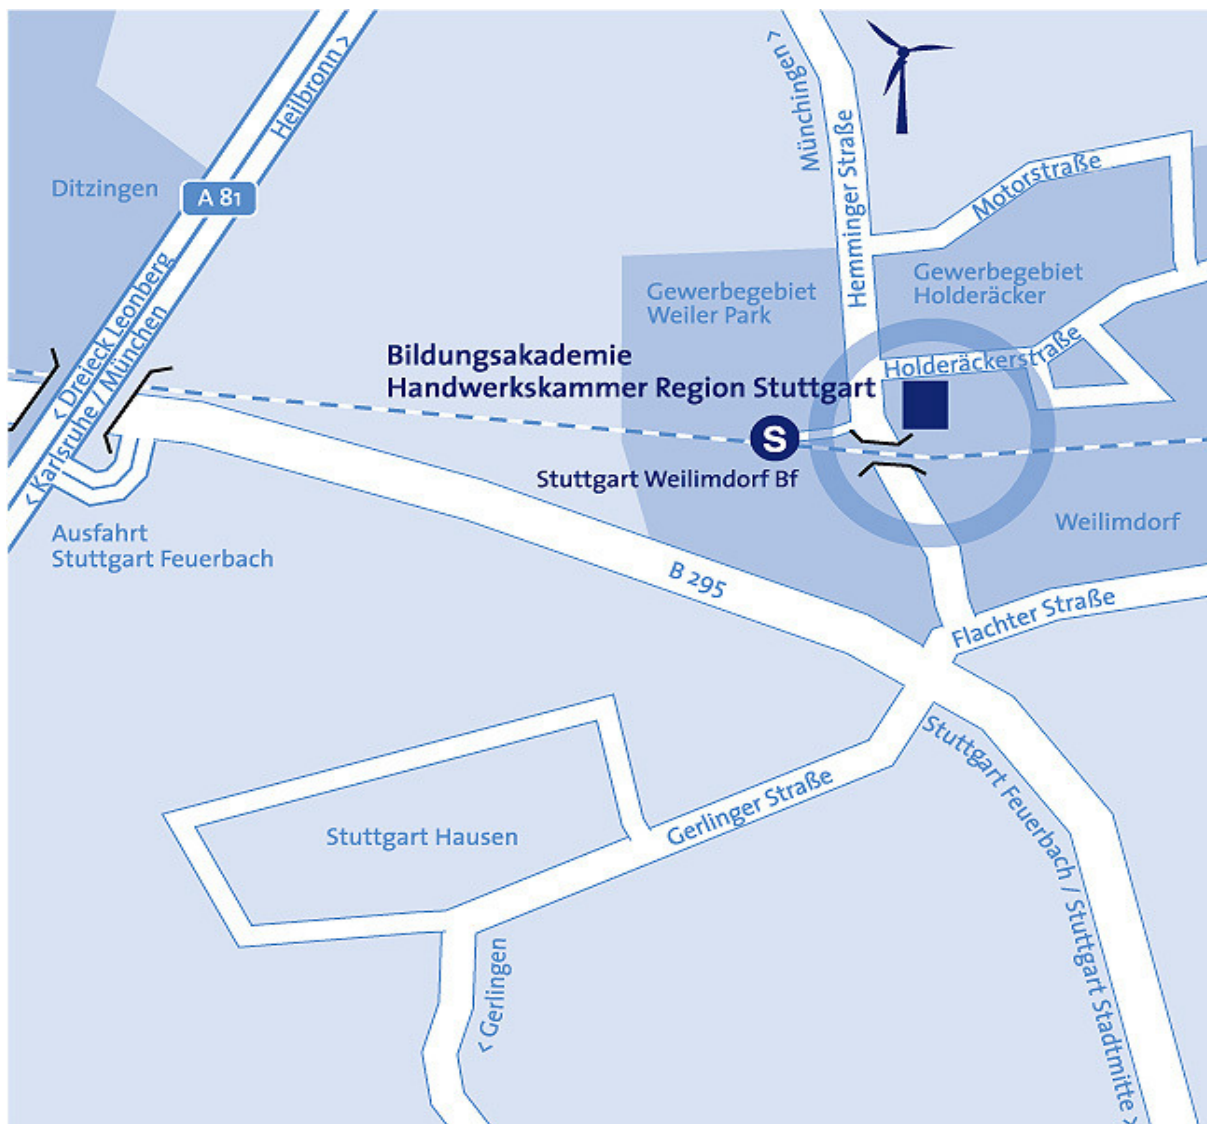 Heilbronn >
Münchingen >
Ditzingen
A 81
Hemminger Straße
Motorstraße
Gewerbegebiet
Holderäcker
Gewerbegebiet
Weiler Park
< Dreieck Leonberg
< Karlsruhe / München
Bildungsakademie
Handwerkskammer Region Stuttgart
Holderäckerstraße
S
Stuttgart Weilimdorf Bf
Weilimdorf
Ausfahrt
Stuttgart Feuerbach
B 295
Flachter Straße
Stuttgart Feuerbach / Stuttgart Stadtmitte >
Gerlinger Straße
Stuttgart Hausen
< Gerlingen